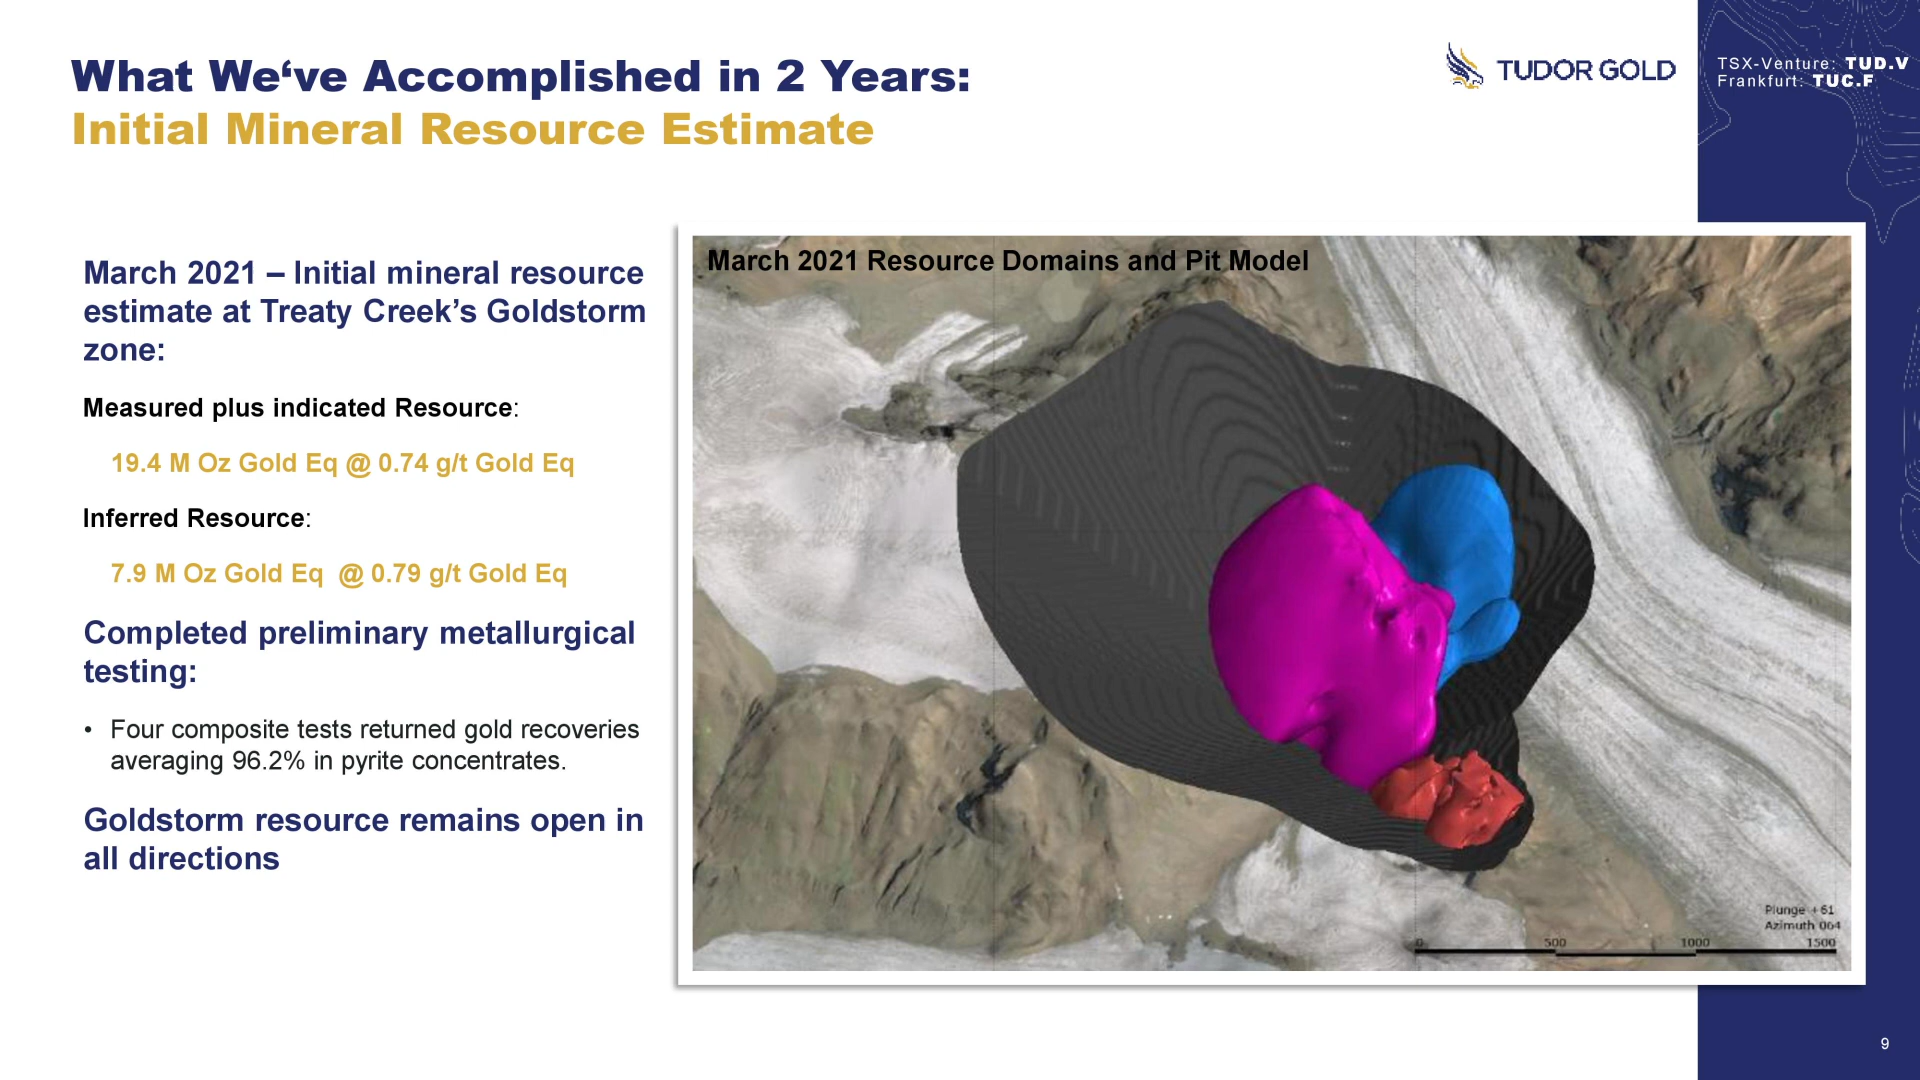 What We‘ve Accomplished in 2 Years:
Initial Mineral Resource Estimate
TUDOR GOLD
TSX-Venture: TUD.V
Frankfurt: TUC.F
March 2021 – Initial mineral resource
estimate at Treaty Creek’s Goldstorm
zone:
Measured plus indicated Resource:
19.4 M Oz Gold Eq @ 0.74 g/t Gold Eq
Inferred Resource:
7.9 M Oz Gold Eq @ 0.79 g/t Gold Eq
Completed preliminary metallurgical
testing:
• Four composite tests returned gold recoveries
averaging 96.2% in pyrite concentrates.
Goldstorm resource remains open in
all directions
March 2021 Resource Domains and Pit Model
Plunge +61
Azimuth 064
0 500 1000 1500
9